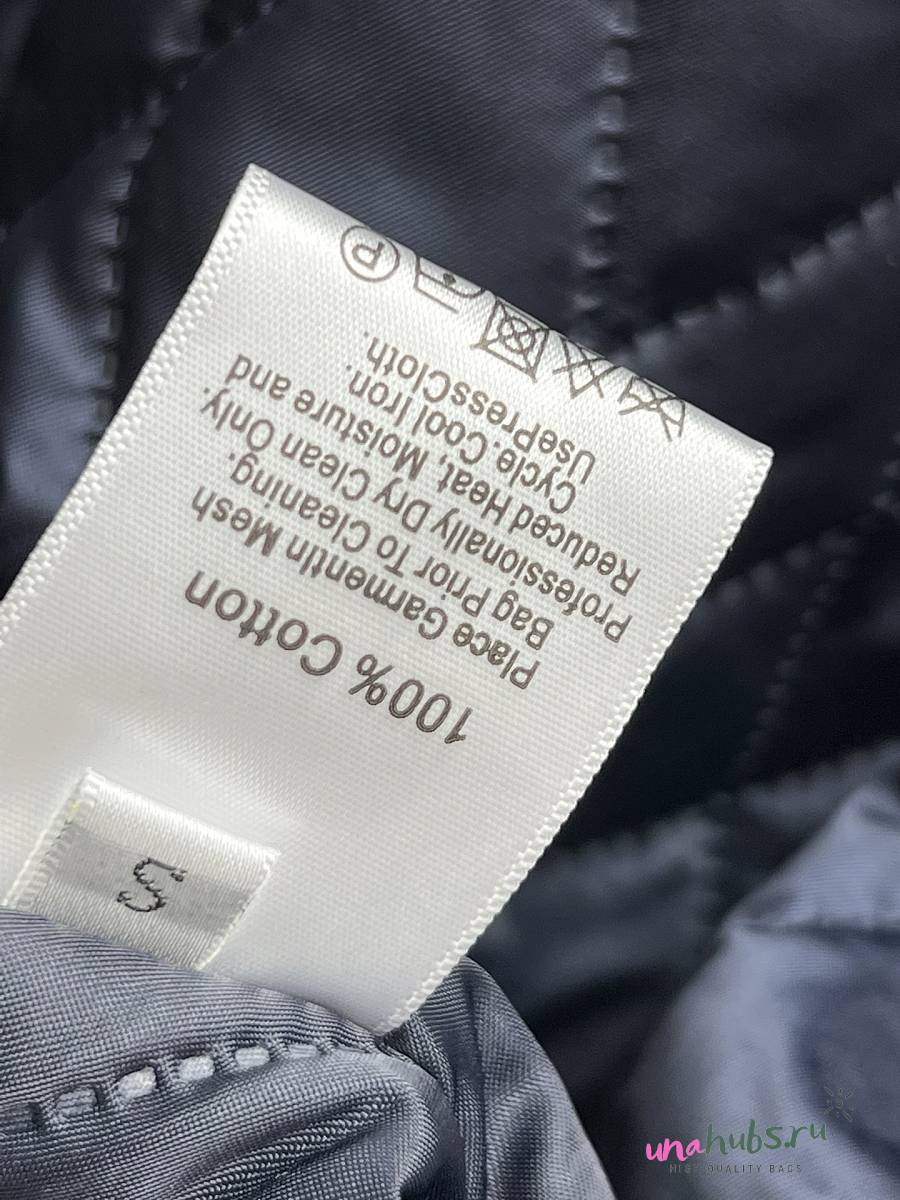 100% Cotton
Place GarmentIn Mesh
Bag Prior To Cleaning.
Professionally Dry Clean Only.
Reduced Heat, Moisture and
Cycle.Cool Iron.
UsePressCloth.
P
S
unahubs.ru
HIGH QUALITY BAGS